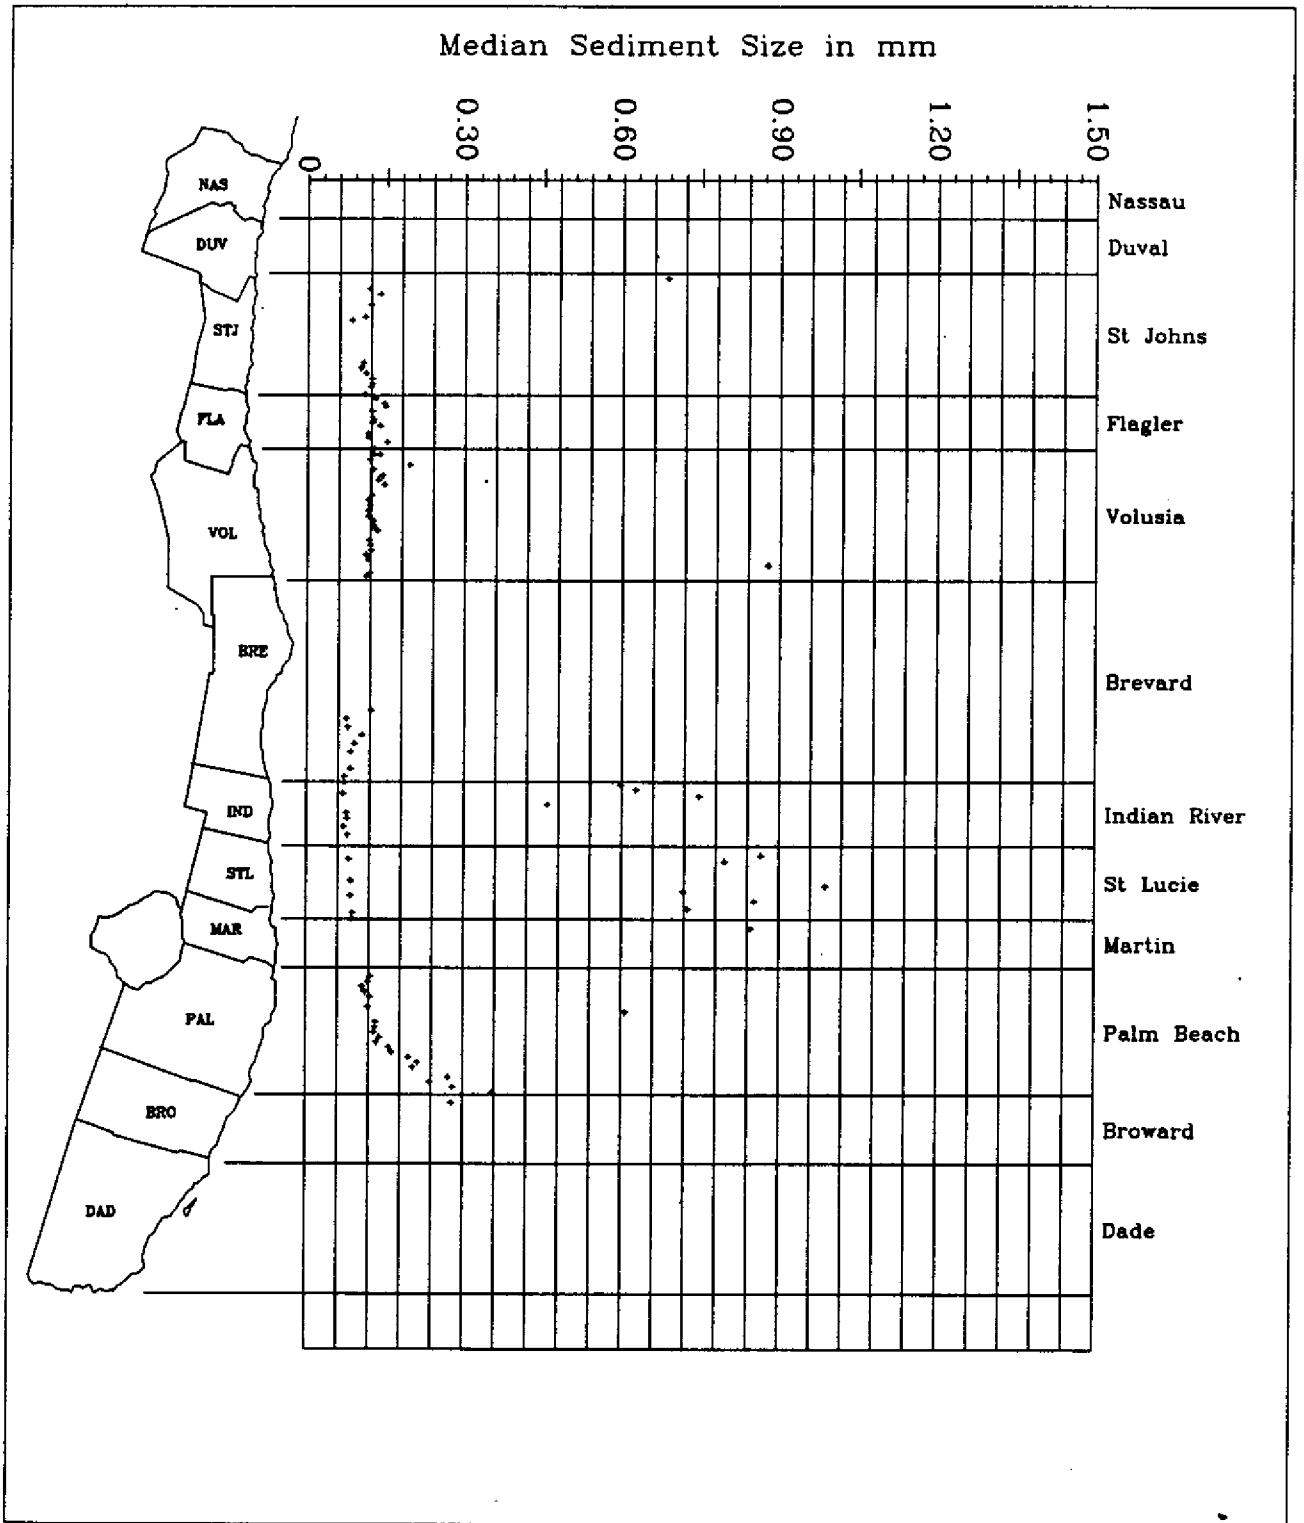 Median Sediment Size in mm
0
0.30
0.60
0.90
1.20
1.50
NAS
Nassau
DUV
Duval
STJ
St Johns
FLA
Flagler
VOL
Volusia
BRE
Brevard
IND
Indian River
STL
St Lucie
MAR
Martin
PAL
Palm Beach
BRO
Broward
DAD
Dade